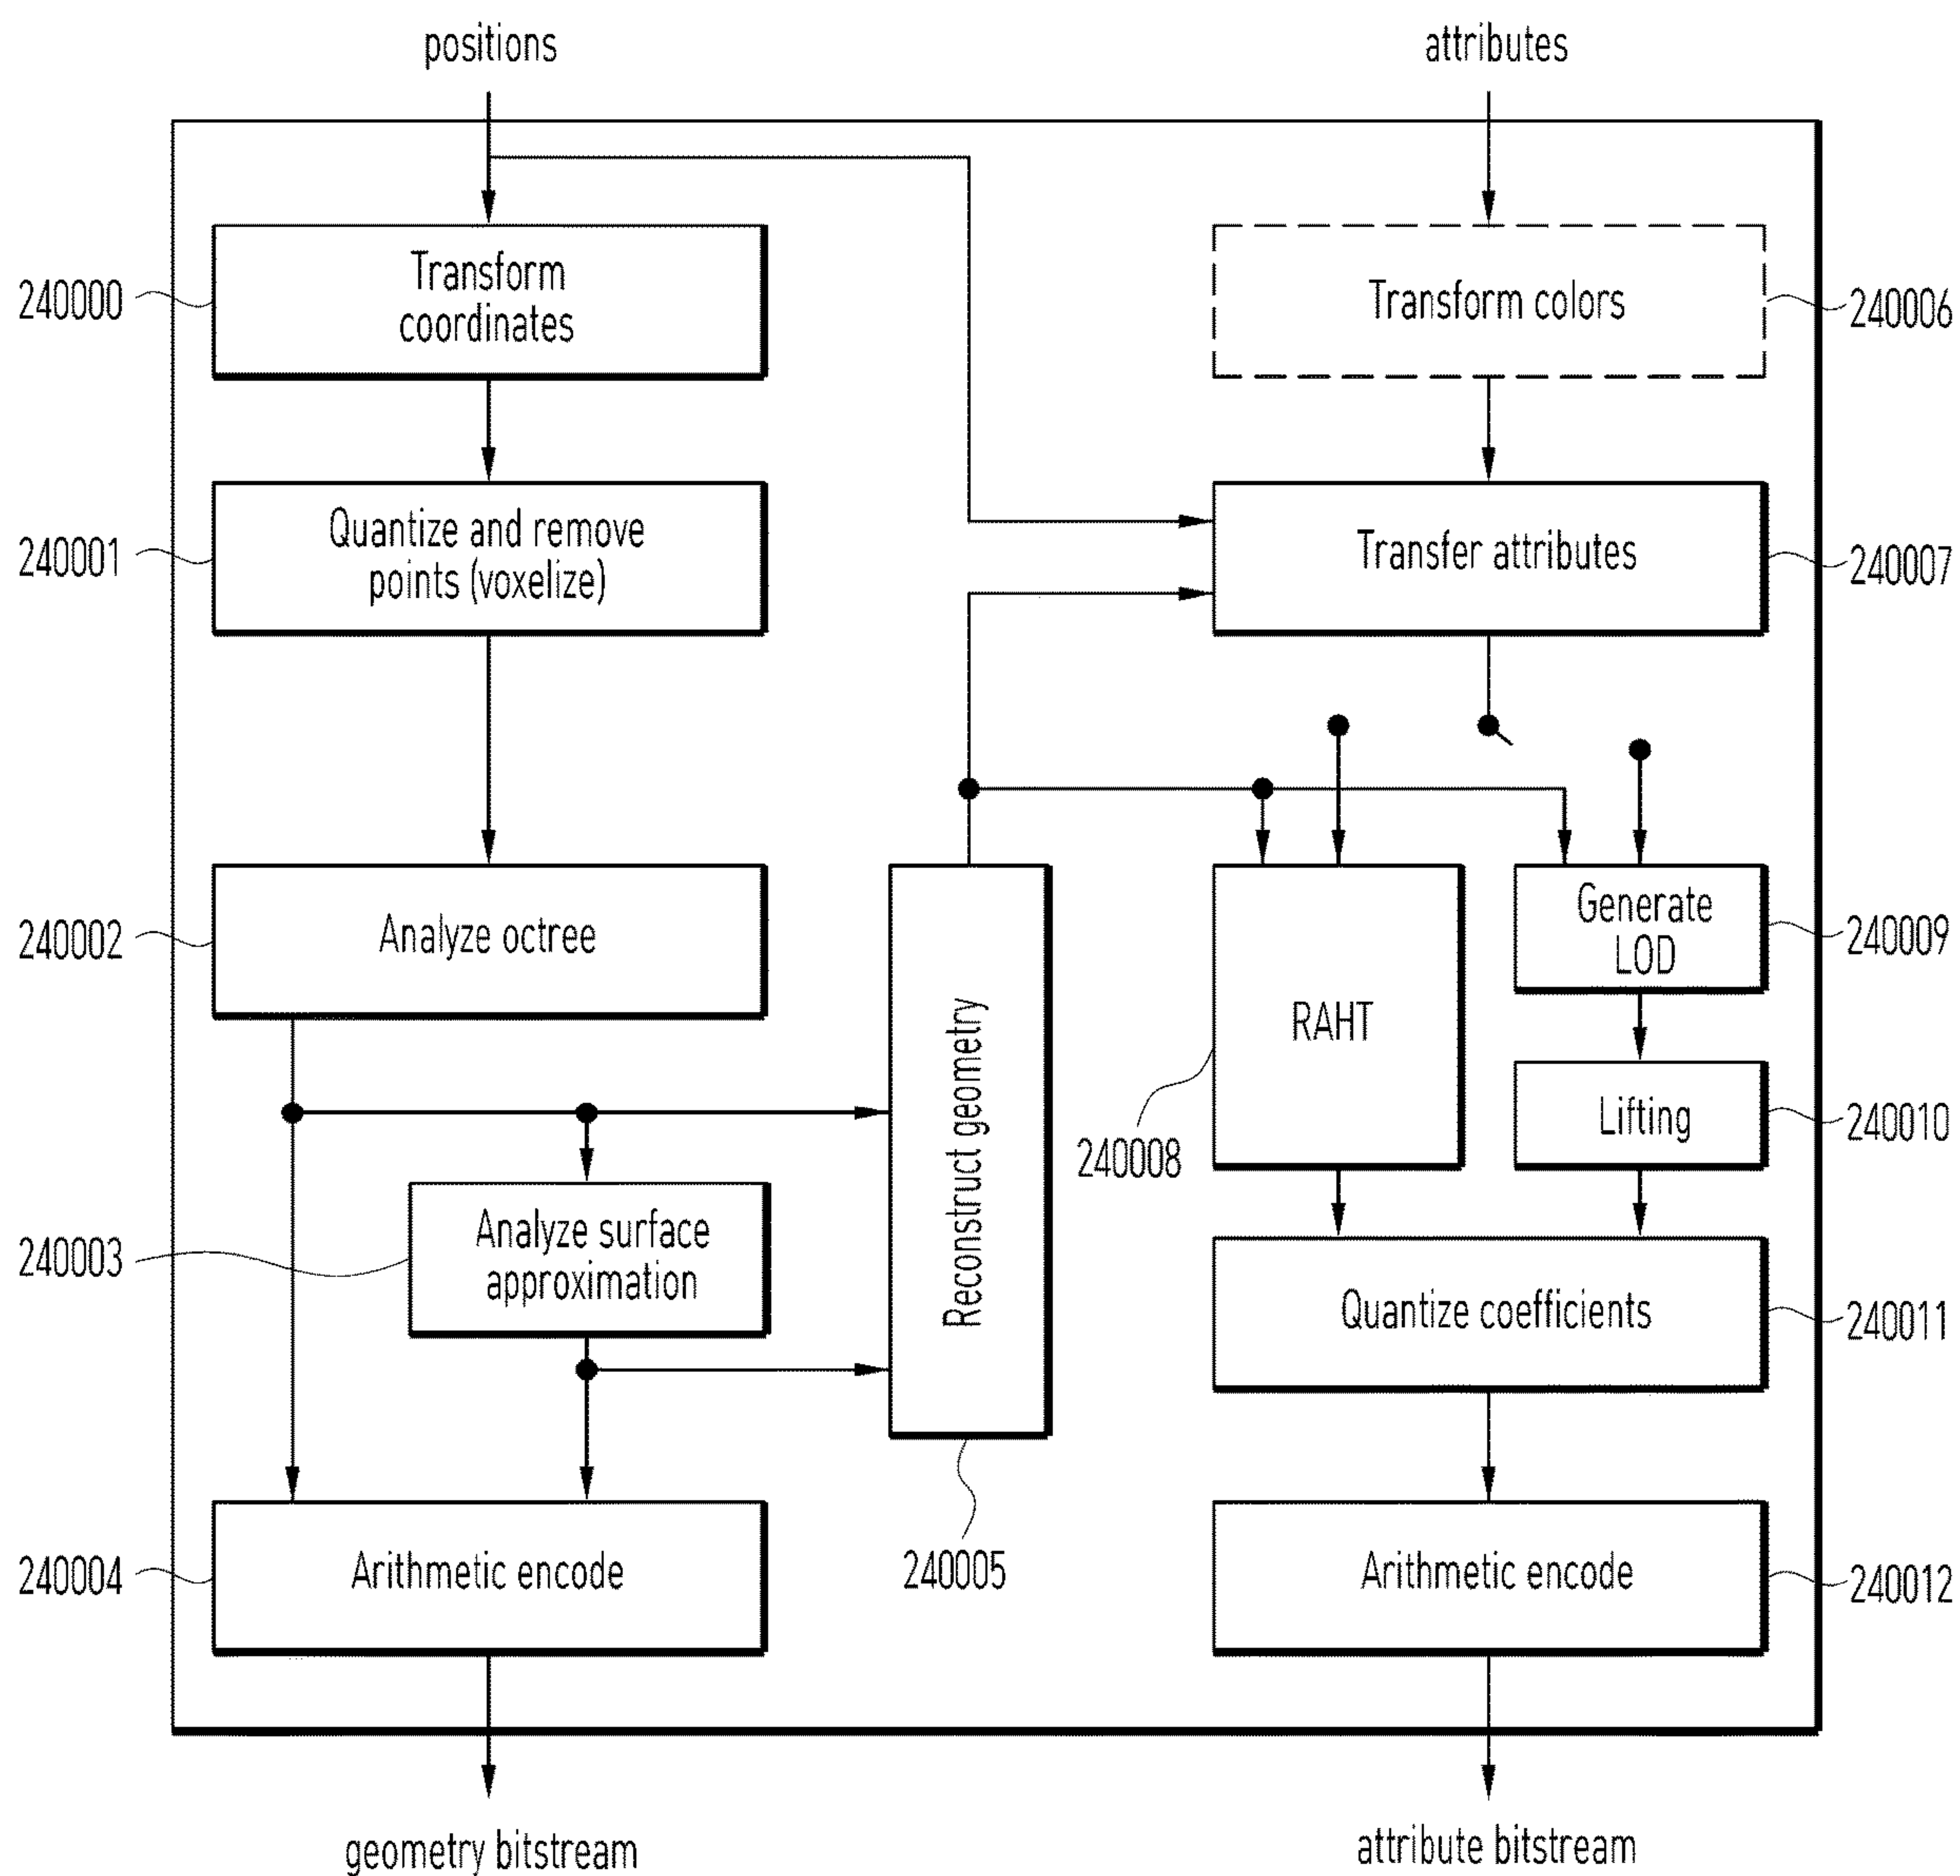 positions
attributes
Transform
coordinates
240000
Transform colors
240006
Quantize and remove
points (voxelize)
240001
Transfer attributes
240007
Analyze octree
240002
Generate
LOD
240009
RAHT
240008
Reconstruct geometry
240005
Lifting
240010
Analyze surface
approximation
240003
Quantize coefficients
240011
Arithmetic encode
240004
Arithmetic encode
240012
geometry bitstream
attribute bitstream